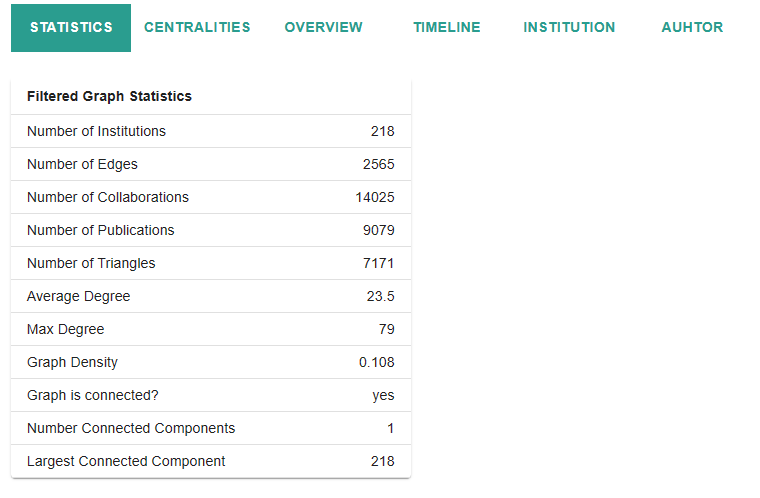 STATISTICS CENTRALITIES OVERVIEW TIMELINE INSTITUTION AUHTOR
Filtered Graph Statistics
Number of Institutions 218
Number of Edges 2565
Number of Collaborations 14025
Number of Publications 9079
Number of Triangles 7171
Average Degree 23.5
Max Degree 79
Graph Density 0.108
Graph is connected? yes
Number Connected Components 1
Largest Connected Component 218